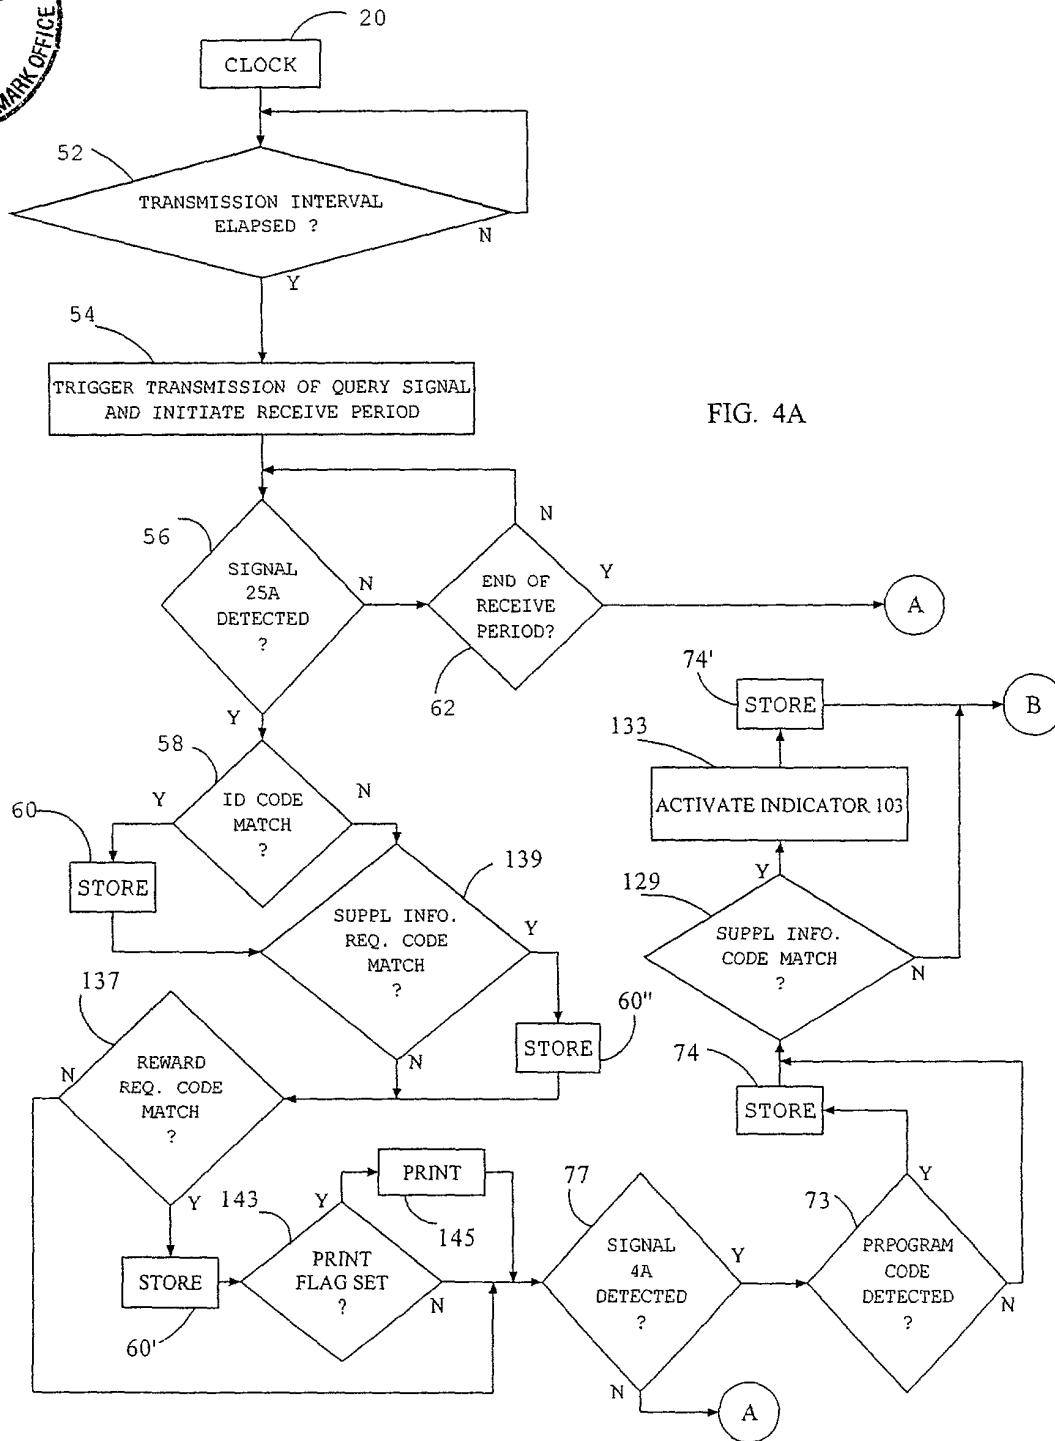 MARK OFFICE
20
CLOCK
52
TRANSMISSION INTERVAL
ELAPSED ?
N
Y
54
TRIGGER TRANSMISSION OF QUERY SIGNAL
AND INITIATE RECEIVE PERIOD
FIG. 4A
56
SIGNAL
25A
DETECTED
?
N
Y
END OF
RECEIVE
PERIOD?
N
Y
62
A
58
ID CODE
MATCH
?
Y
N
60
STORE
139
SUPPL INFO.
REQ. CODE
MATCH
?
Y
N
60"
STORE
74'
STORE
B
133
ACTIVATE INDICATOR 103
Y
129
SUPPL INFO.
CODE MATCH
?
N
74
STORE
137
REWARD
REQ. CODE
MATCH
?
N
Y
STORE
60'
143
PRINT
FLAG SET
?
Y
N
PRINT
145
77
SIGNAL
4A
DETECTED
?
Y
N
A
73
PRPOGRAM
CODE
DETECTED
?
Y
N